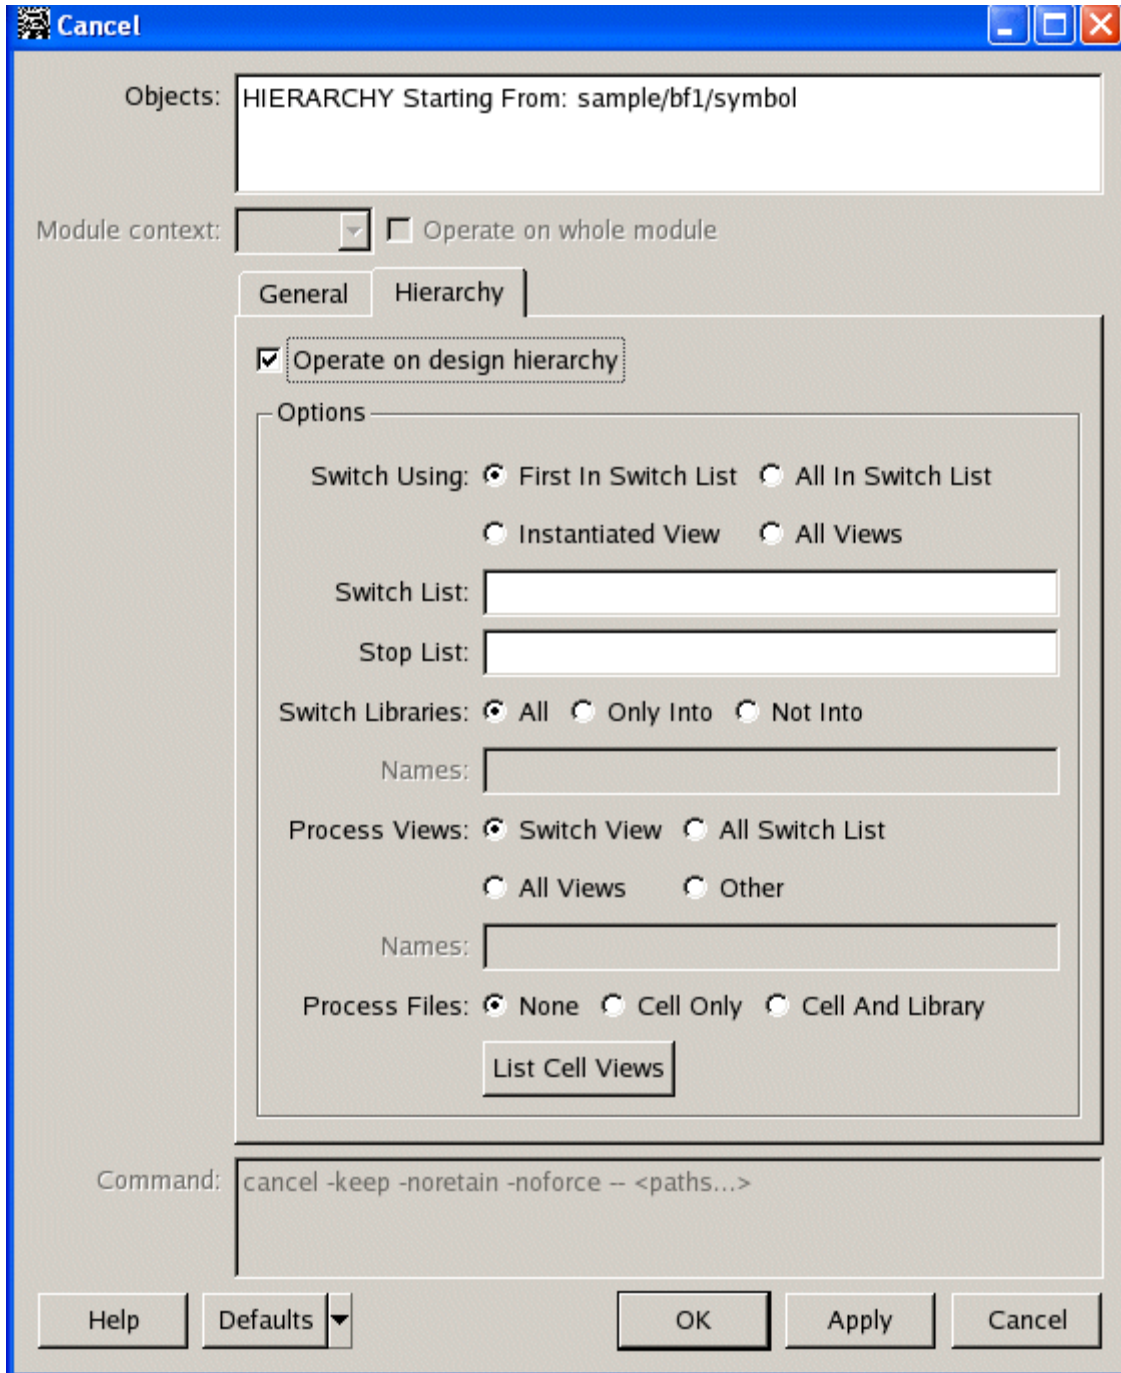 Cancel
Objects: HIERARCHY Starting From: sample/bf1/symbol
Module context: Operate on whole module
General Hierarchy
Operate on design hierarchy
Options
Switch Using: First In Switch List All In Switch List
Instantiated View All Views
Switch List:
Stop List:
Switch Libraries: All Only Into Not Into
Names:
Process Views: Switch View All Switch List
All Views Other
Names:
Process Files: None Cell Only Cell And Library
List Cell Views
Command: cancel -keep -noretain -noforce -- <paths...>
Help Defaults OK Apply Cancel